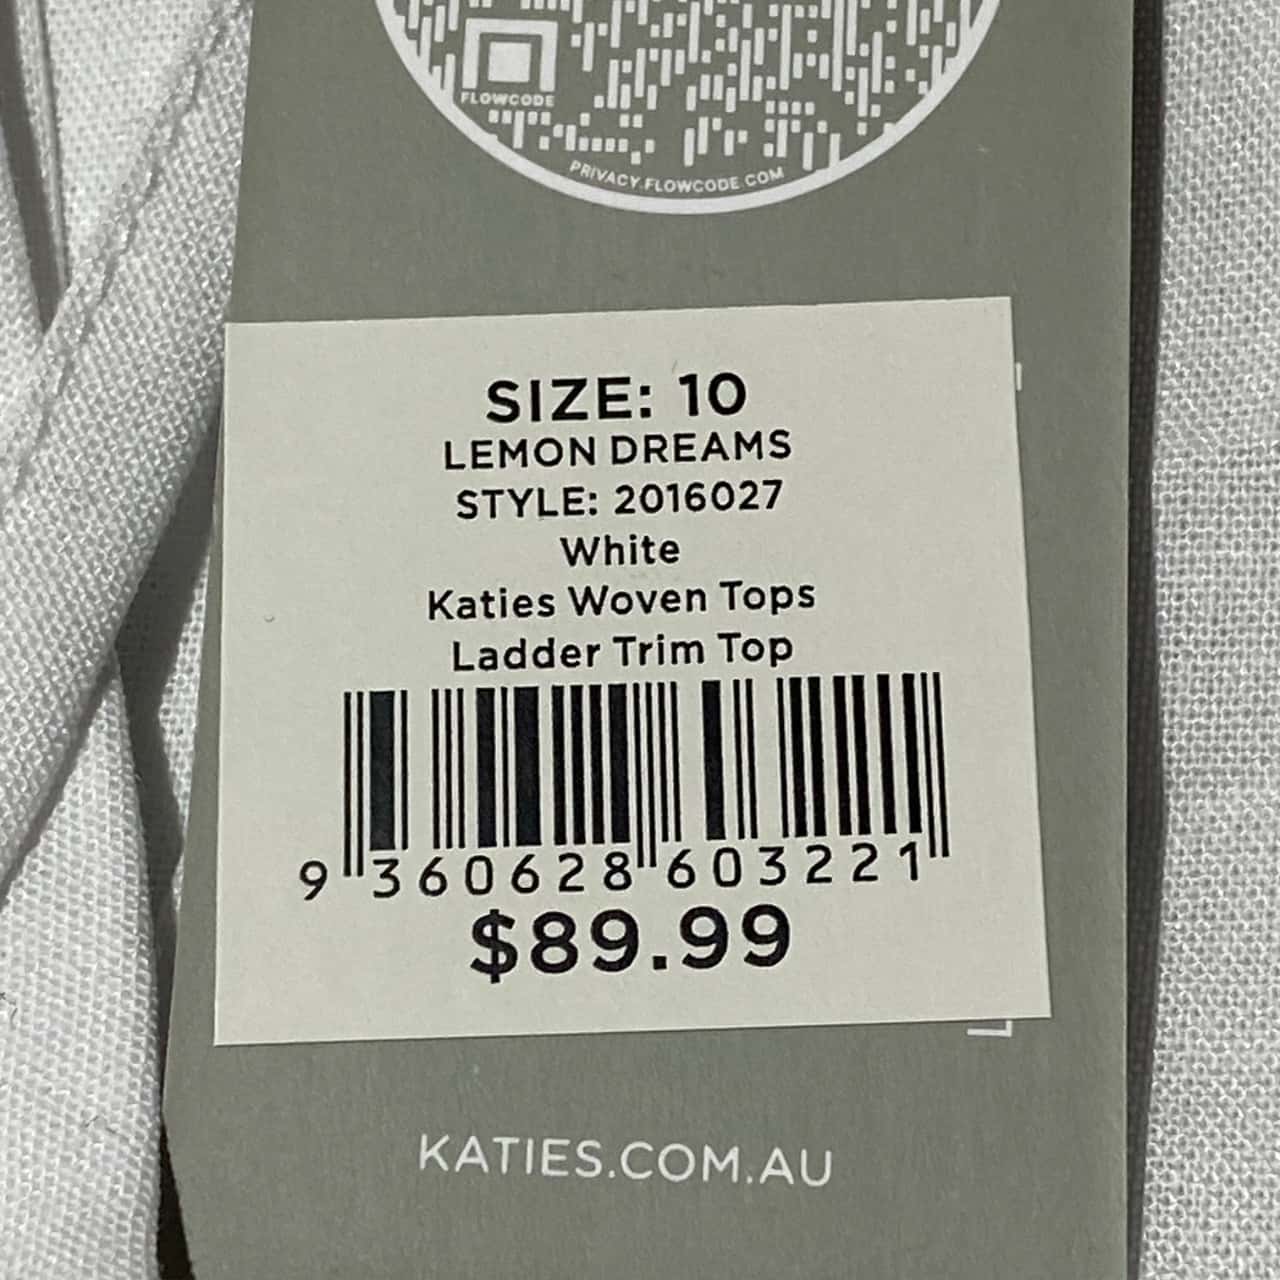 FLOWCODE
PRIVACY.FLOWCODE.COM
SIZE: 10
LEMON DREAMS
STYLE: 2016027
White
Katies Woven Tops
Ladder Trim Top
9 360628 603221
$89.99
KATIES.COM.AU